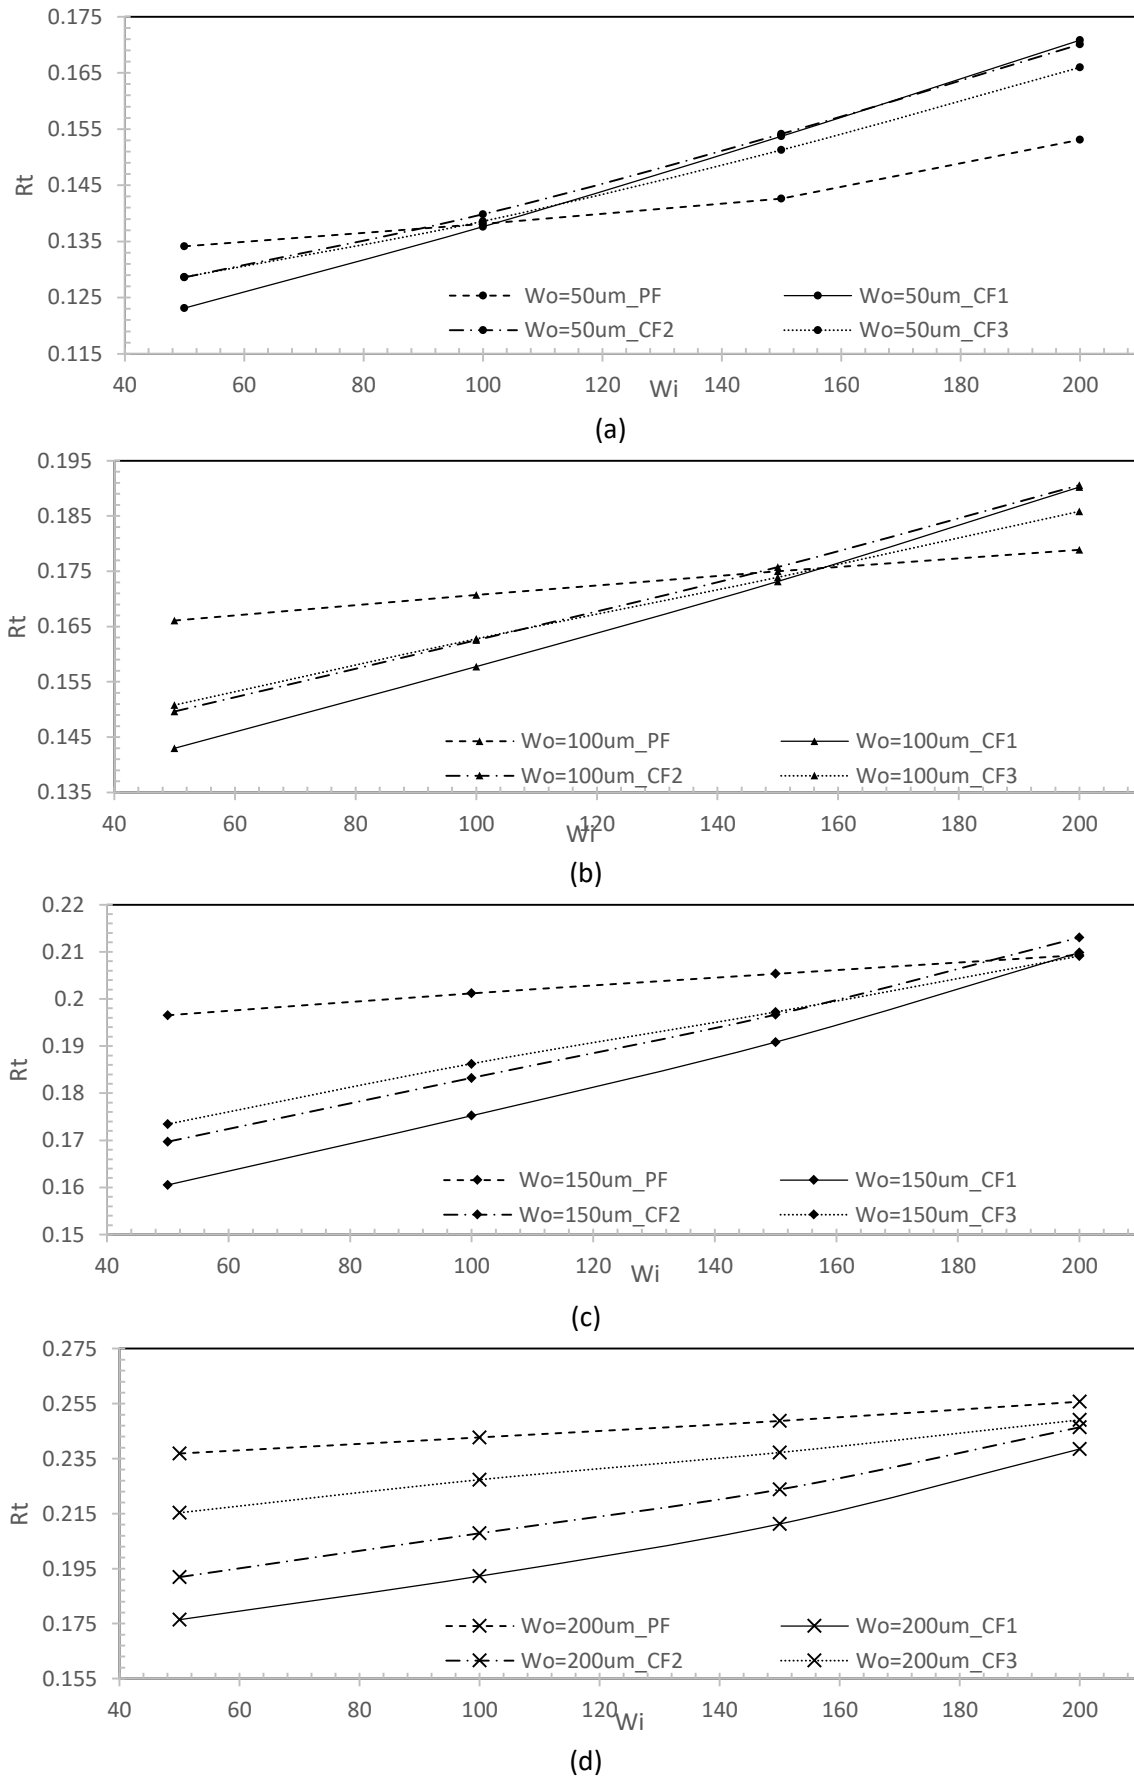 0.175
0.165
0.155
0.145
0.135
0.125
0.115
Rt
Wo=50um_PF Wo=50um_CF1
Wo=50um_CF2 Wo=50um_CF3
40 60 80 100 120 140 160 180 200
Wi
(a)
0.195
0.185
0.175
0.165
0.155
0.145
0.135
Rt
Wo=100um_PF Wo=100um_CF1
Wo=100um_CF2 Wo=100um_CF3
40 60 80 100 120 140 160 180 200
Wi
(b)
0.22
0.21
0.2
0.19
0.18
0.17
0.16
0.15
Rt
Wo=150um_PF Wo=150um_CF1
Wo=150um_CF2 Wo=150um_CF3
40 60 80 100 120 140 160 180 200
Wi
(c)
0.275
0.255
0.235
0.215
0.195
0.175
0.155
Rt
Wo=200um_PF Wo=200um_CF1
Wo=200um_CF2 Wo=200um_CF3
40 60 80 100 120 140 160 180 200
Wi
(d)